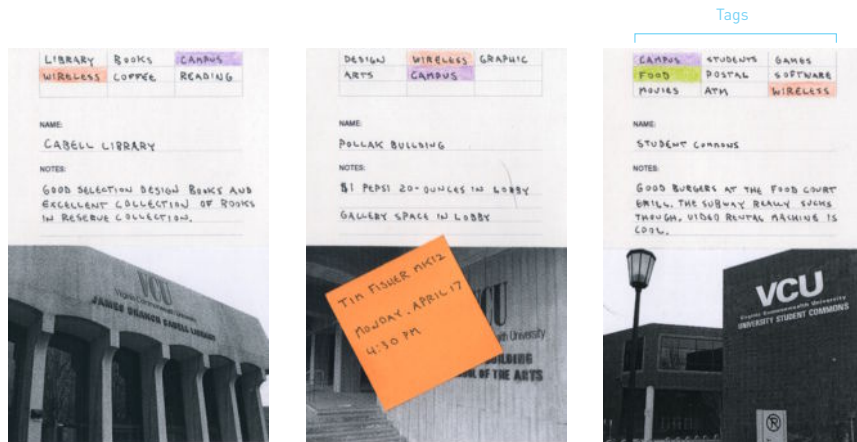 Tags
LIBRARY BOOKS CAMPUS
WIRELESS COFFEE READING
NAME:
CABELL LIBRARY
NOTES:
GOOD SELECTION DESIGN BOOKS AND
EXCELLENT COLLECTION OF BOOKS
IN RESERVE COLLECTION.
VCU
Virginia Commonwealth University
JAMES BRANCH CABELL LIBRARY
DESIGN WIRELESS GRAPHIC
ARTS CAMPUS
NAME:
POLLAK BUILDING
NOTES:
$1 PEPSI 20-OUNCES IN LOBBY
GALLERY SPACE IN LOBBY
TIM FISHER MK12
MONDAY, APRIL 17
4:30 PM
VCU
University
BUILDING
OF THE ARTS
CAMPUS STUDENTS GAMES
FOOD POSTAL SOFTWARE
MOVIES ATM WIRELESS
NAME:
STUDENT COMMONS
NOTES:
GOOD BURGERS AT THE FOOD COURT
GRILL. THE SUBWAY REALLY SUCKS
THOUGH, VIDEO RENTAL MACHINE IS
COOL.
VCU
Virginia Commonwealth University
UNIVERSITY STUDENT COMMONS